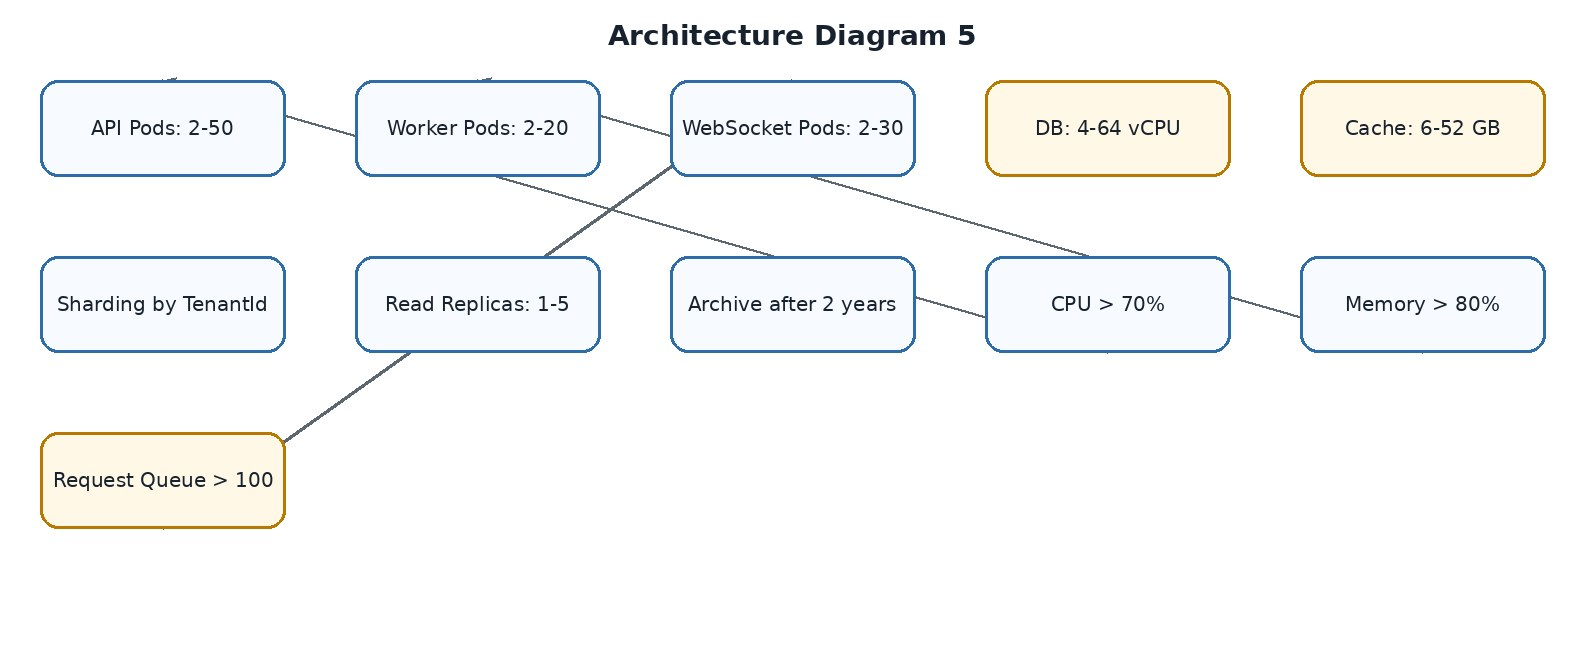 Architecture Diagram 5
API Pods: 2-50
Worker Pods: 2-20
WebSocket Pods: 2-30
DB: 4-64 vCPU
Cache: 6-52 GB
Sharding by TenantId
Read Replicas: 1-5
Archive after 2 years
CPU > 70%
Memory > 80%
Request Queue > 100